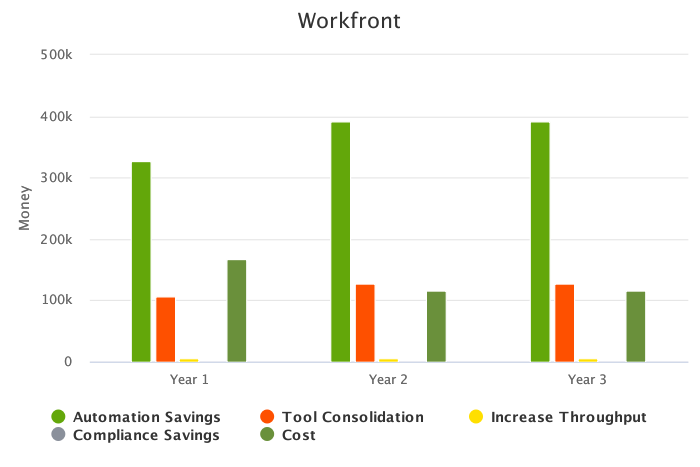 Workfront
500k
400k
300k
200k
100k
0
Money
Year 1
Year 2
Year 3
Automation Savings
Tool Consolidation
Increase Throughput
Compliance Savings
Cost